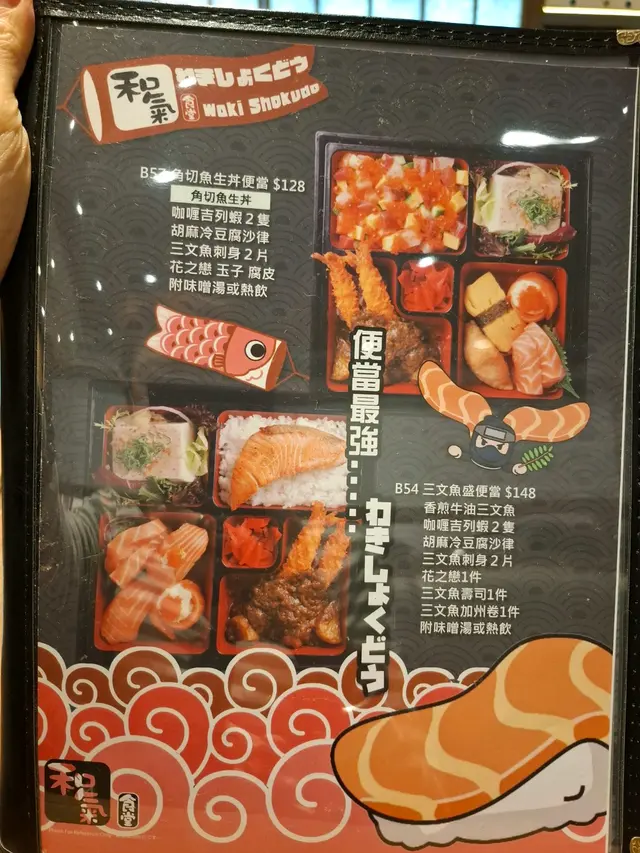 和氣
食堂
わきしょくどう
Waki Shokudo
角切魚生丼便當 $128
角切魚生丼
咖喱吉列蝦2隻
胡麻冷豆腐沙律
三文魚刺身2片
花之戀 玉子 腐皮
附味噌湯或熱飲
便當最強⋯⋯
わきしょくどう
B54 三文魚盛便當 $148
香煎牛油三文魚
咖喱吉列蝦2隻
胡麻冷豆腐沙律
三文魚刺身2片
花之戀1件
三文魚壽司1件
三文魚加州卷1件
附味噌湯或熱飲
和氣
食堂